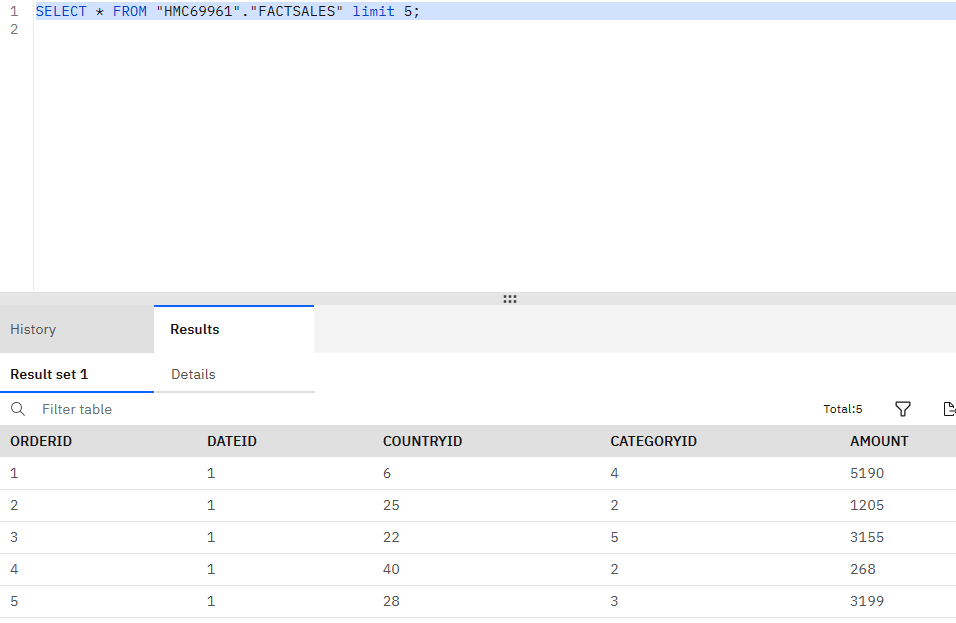 1 SELECT * FROM "HMC69961"."FACTSALES" limit 5;
2
History Results
Result set 1 Details
Filter table Total:5
ORDERID DATEID COUNTRYID CATEGORYID AMOUNT
1 1 6 4 5190
2 1 25 2 1205
3 1 22 5 3155
4 1 40 2 268
5 1 28 3 3199